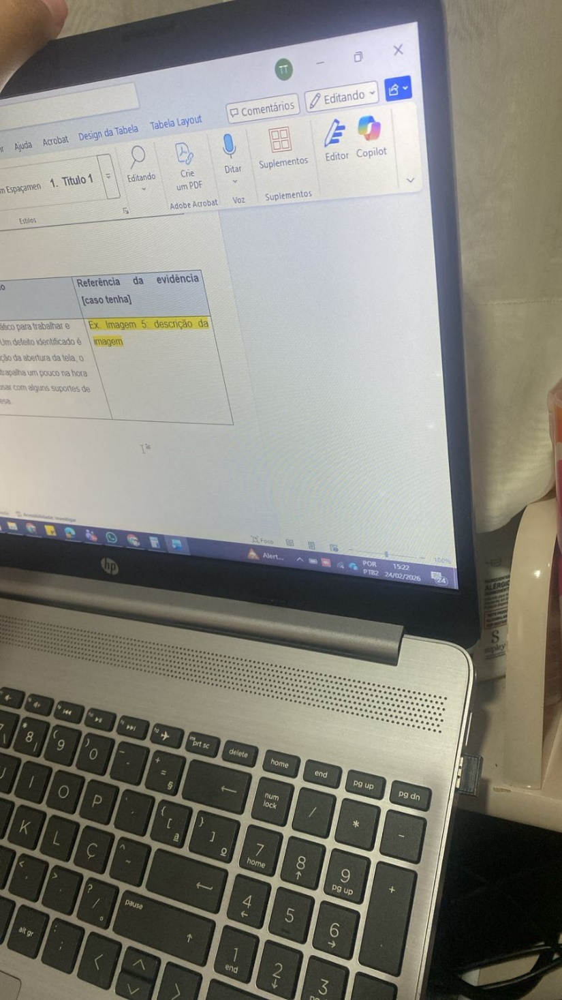 TT
Comentários
Editando
Ajuda Acrobat Design da Tabela Tabela Layout
m Espaçamen 1. Título 1
Editando
Crie
um PDF
Ditar
Suplementos
Editor Copilot
Estilos
Adobe Acrobat
Voz
Suplementos
Referência da evidência
[caso tenha]
ático para trabalhar e
Um defeito identificado é
ção da abertura da tela, o
trapalha um pouco na hora
usar com alguns suportes de
esa.
Ex. Imagem 5: descrição da
imagem
Acessibilidade: investigar
Foco
100%
Alert...
POR
PTB2
15:22
24/02/2026
24
hp
ALÉRGIC
S
supley
prt sc delete home end pg up pg dn
8 9 0 - + = §
num
lock
/ * -
I O P { [ ª } ] º
7
home
8
9
pg up
+
K L Ç ^ ~
4 5 6
< , > . ? / °
pause
1
end
2 3
alt gr : ;